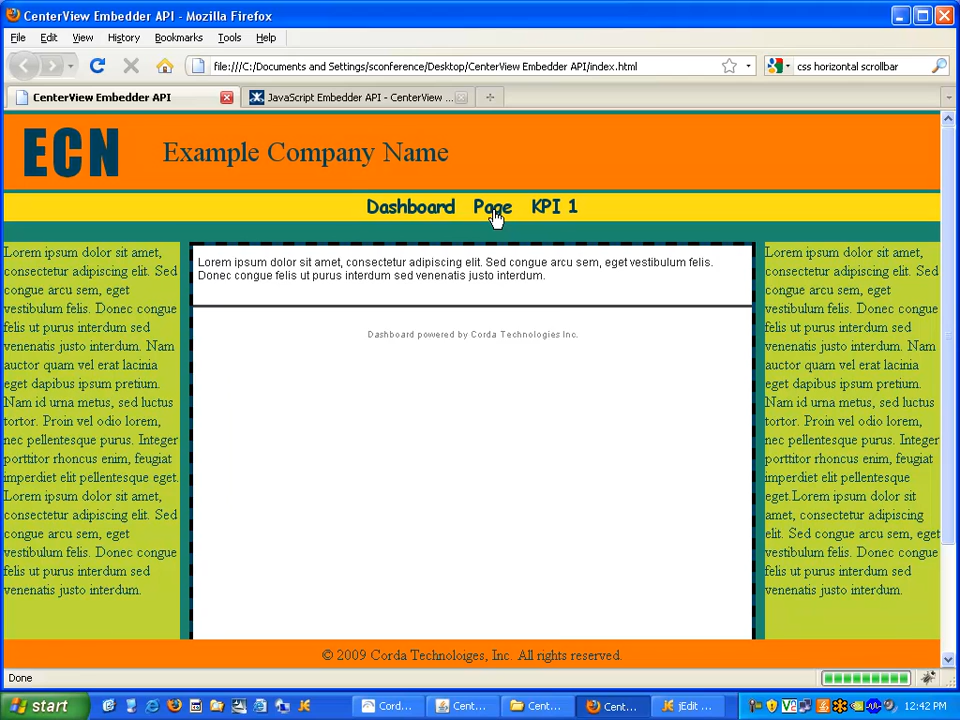 CenterView Embedder API - Mozilla Firefox
File Edit View History Bookmarks Tools Help
file:///C:/Documents and Settings/sconference/Desktop/CenterView Embedder API/index.html
css horizontal scrollbar
CenterView Embedder API
JavaScript Embedder API - CenterView ...
ECN
Example Company Name
Dashboard Page KPI 1
Lorem ipsum dolor sit amet,
consectetur adipiscing elit. Sed
congue arcu sem, eget
vestibulum felis. Donec congue
felis ut purus interdum sed
venenatis justo interdum. Nam
auctor quam vel erat lacinia
eget dapibus ipsum pretium.
Nam id urna metus, sed luctus
tortor. Proin vel odio lorem,
nec pellentesque purus. Integer
porttitor rhoncus enim, feugiat
imperdiet elit pellentesque eget.
Lorem ipsum dolor sit amet,
consectetur adipiscing elit. Sed
congue arcu sem, eget
vestibulum felis. Donec congue
felis ut purus interdum sed
venenatis justo interdum.
Lorem ipsum dolor sit amet, consectetur adipiscing elit. Sed congue arcu sem, eget vestibulum felis.
Donec congue felis ut purus interdum sed venenatis justo interdum.
Dashboard powered by Corda Technologies Inc.
Lorem ipsum dolor sit amet,
consectetur adipiscing elit. Sed
congue arcu sem, eget
vestibulum felis. Donec congue
felis ut purus interdum sed
venenatis justo interdum. Nam
auctor quam vel erat lacinia
eget dapibus ipsum pretium.
Nam id urna metus, sed luctus
tortor. Proin vel odio lorem,
nec pellentesque purus. Integer
porttitor rhoncus enim, feugiat
imperdiet elit pellentesque
eget.Lorem ipsum dolor sit
amet, consectetur adipiscing
elit. Sed congue arcu sem, eget
vestibulum felis. Donec congue
felis ut purus interdum sed
venenatis justo interdum.
© 2009 Corda Technoloiges, Inc. All rights reserved.
Done
start
Cord...
Cent...
Cent...
Cent...
jEdit ...
12:42 PM